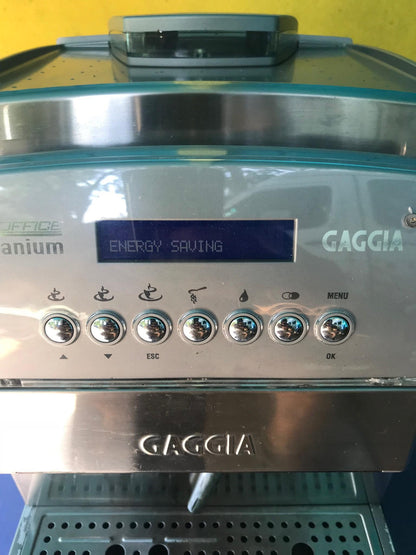 OFFICE
anium
ENERGY SAVING
GAGGIA
MENU
ESC
OK
GAGGIA